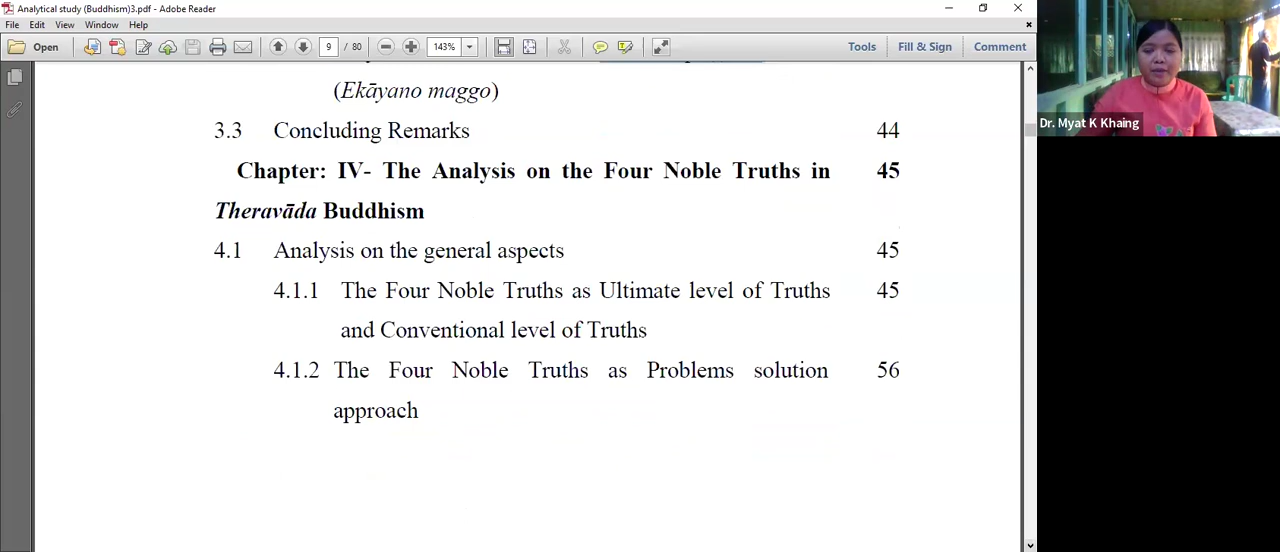 Analytical study (Buddhism)3.pdf - Adobe Reader
File Edit View Window Help
Open 9 / 80 143% Tools Fill & Sign Comment
(Ekāyano maggo)
3.3 Concluding Remarks 44
Chapter: IV- The Analysis on the Four Noble Truths in 45
Theravāda Buddhism
4.1 Analysis on the general aspects 45
4.1.1 The Four Noble Truths as Ultimate level of Truths 45
and Conventional level of Truths
4.1.2 The Four Noble Truths as Problems solution 56
approach
Dr. Myat K Khaing